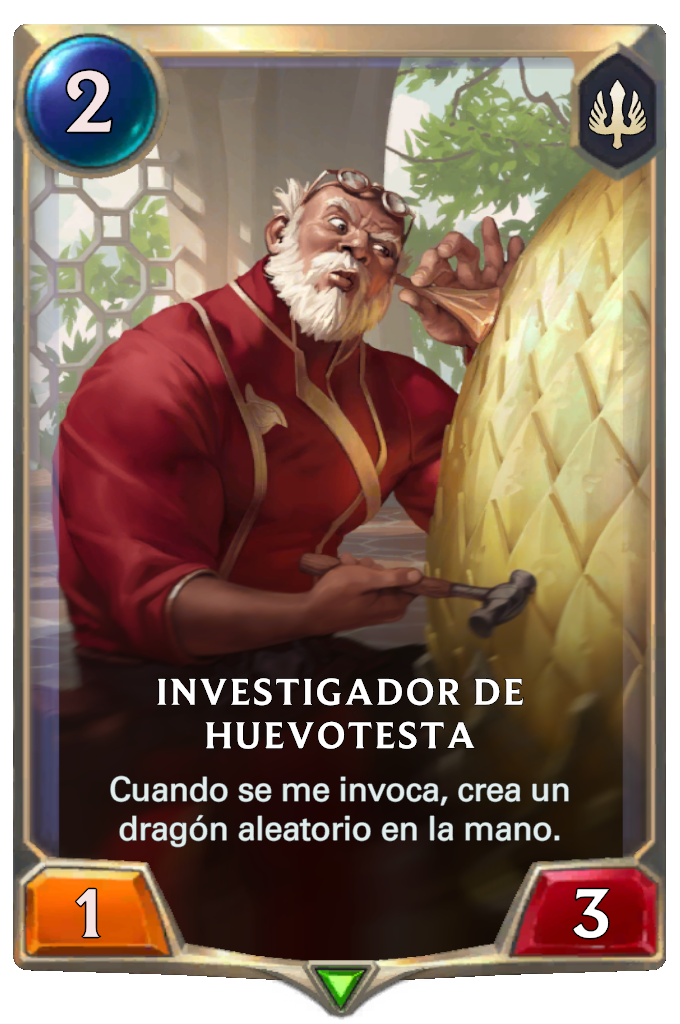 2
INVESTIGADOR DE
HUEVOTESTA
Cuando se me invoca, crea un
dragón aleatorio en la mano.
1
3